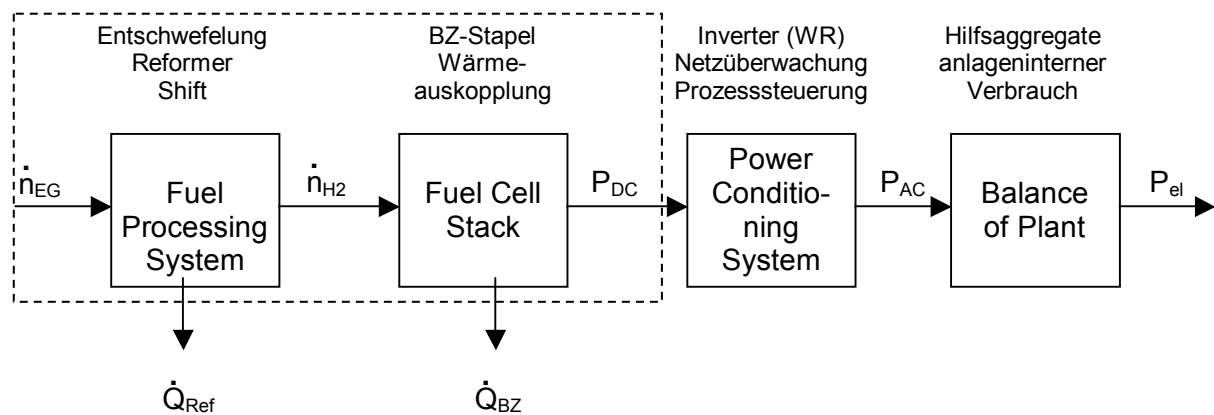 Entschwefelung
Reformer
Shift
BZ-Stapel
Wärme-
auskopplung
Inverter (WR)
Netzüberwachung
Prozesssteuerung
Hilfsaggregate
anlageninterner
Verbrauch
ṅEG
Fuel
Processing
System
ṅH2
Fuel Cell
Stack
PDC
Power
Conditio-
ning
System
PAC
Balance
of Plant
Pel
Q̇Ref
Q̇BZ